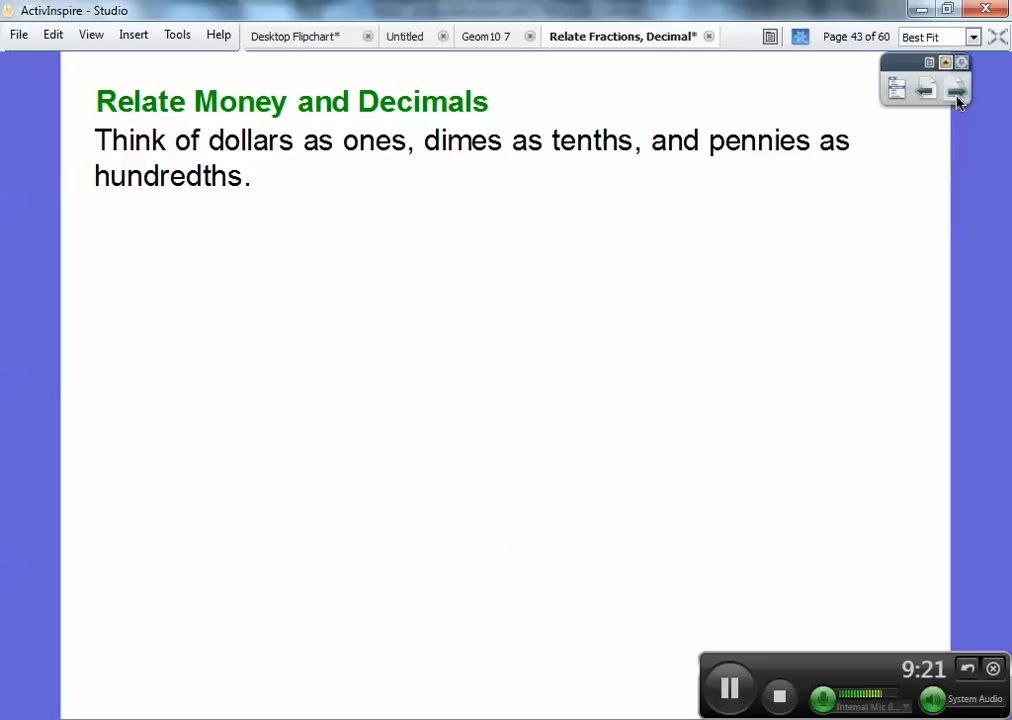 ActivInspire - Studio
File Edit View Insert Tools Help
Desktop Flipchart* Untitled Geom10 7 Relate Fractions, Decimal* Page 43 of 60 Best Fit
Relate Money and Decimals
Think of dollars as ones, dimes as tenths, and pennies as
hundredths.
9:21
Internal Mic (I... System Audio